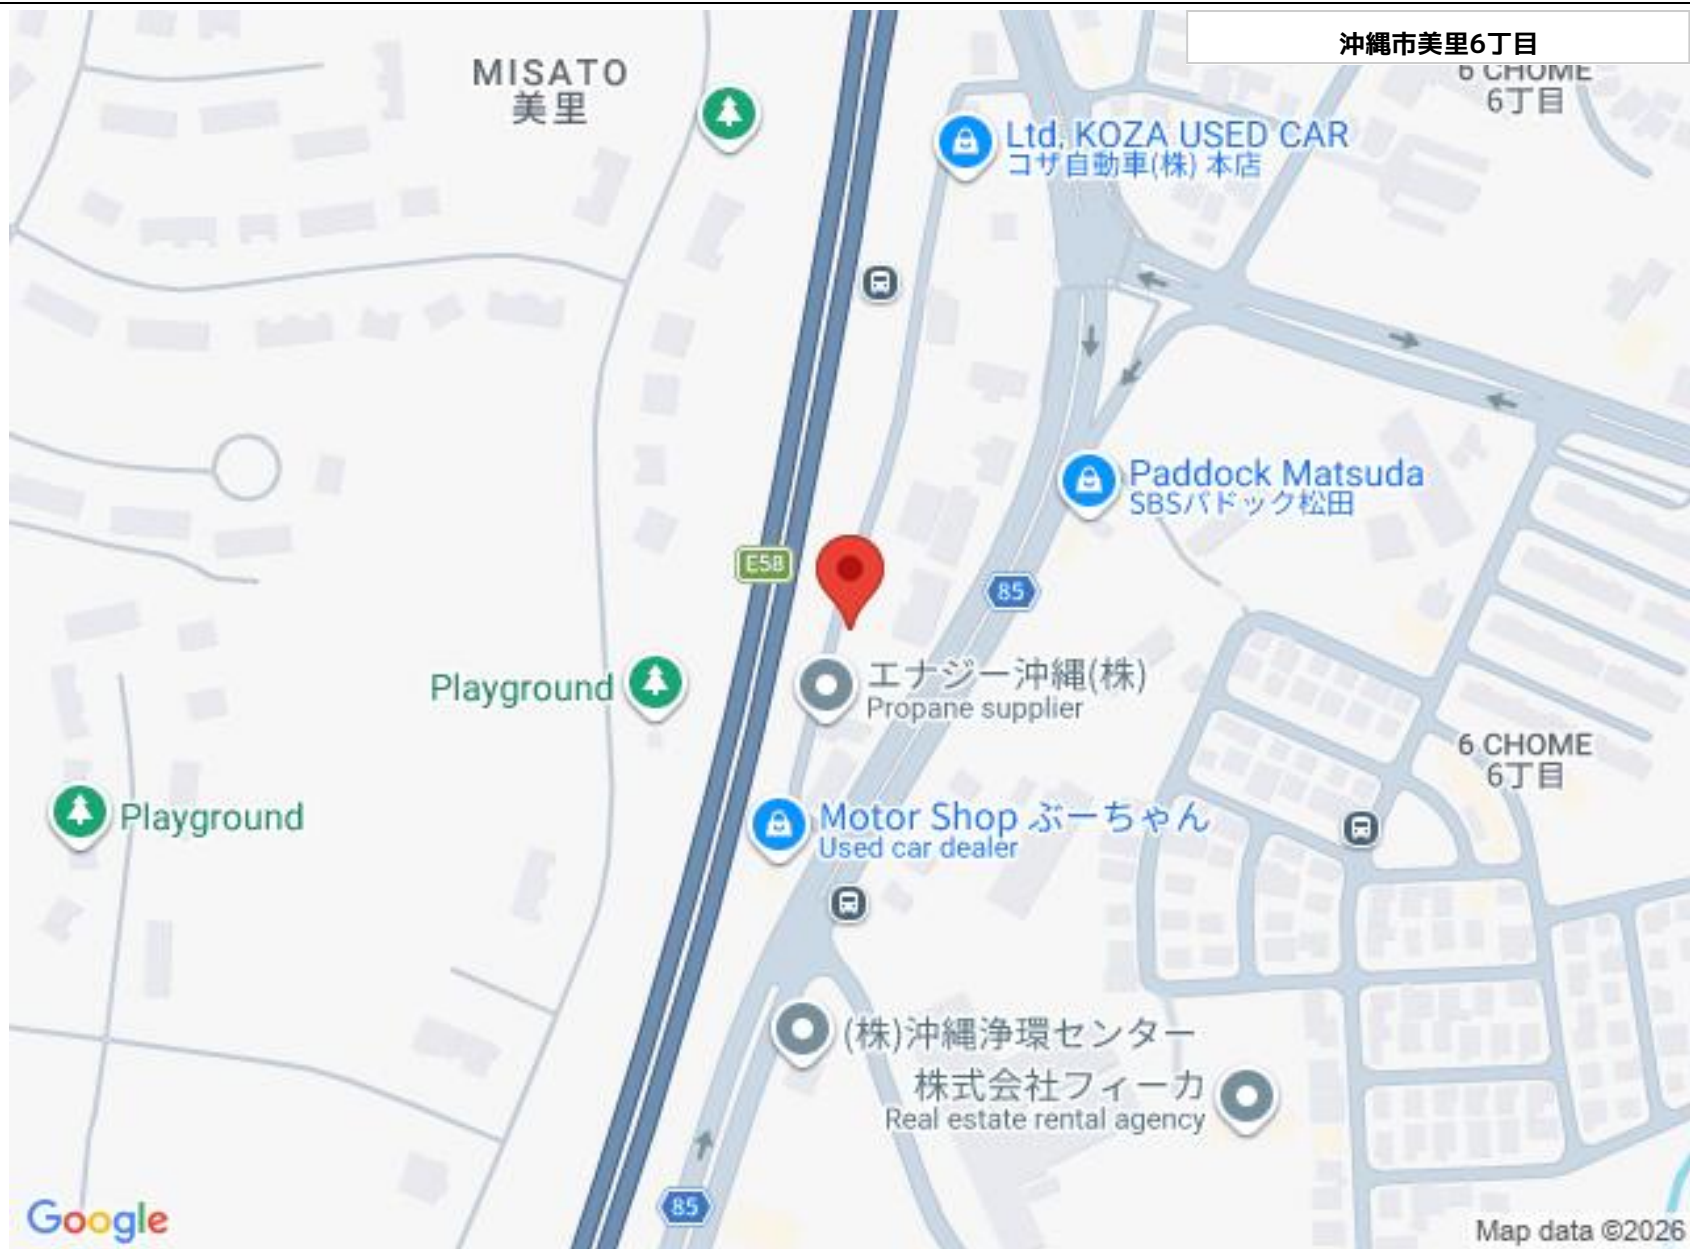 沖縄市美里6丁目
MISATO
美里
6 CHOME
6丁目
Ltd. KOZA USED CAR
コザ自動車(株) 本店
Paddock Matsuda
SBSパドック松田
E58
85
エナジー沖縄(株)
Propane supplier
Playground
6 CHOME
6丁目
Playground
Motor Shop ぶーちゃん
Used car dealer
(株)沖縄浄環センター
株式会社フィーカ
Real estate rental agency
85
Google
Map data ©2026